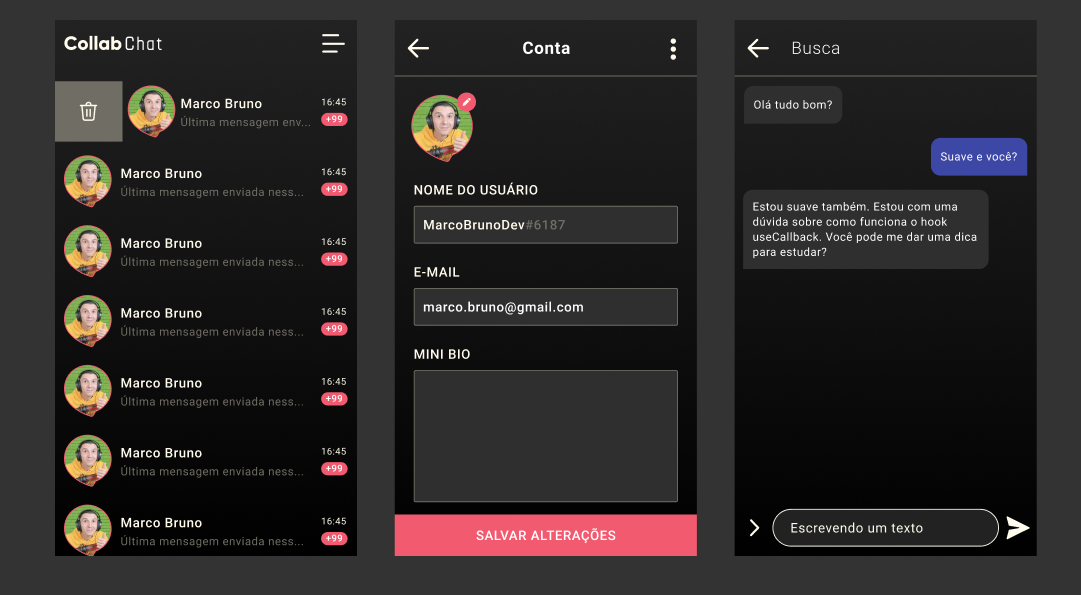 Collab Chat
Marco Bruno
16:45
Última mensagem env...
+99
Marco Bruno
16:45
Última mensagem enviada ness...
+99
Marco Bruno
16:45
Última mensagem enviada ness...
+99
Marco Bruno
16:45
Última mensagem enviada ness...
+99
Marco Bruno
16:45
Última mensagem enviada ness...
+99
Marco Bruno
16:45
Última mensagem enviada ness...
+99
Marco Bruno
16:45
Última mensagem enviada ness...
+99
Conta
NOME DO USUÁRIO
MarcoBrunoDev#6187
E-MAIL
marco.bruno@gmail.com
MINI BIO
SALVAR ALTERAÇÕES
Busca
Olá tudo bom?
Suave e você?
Estou suave também. Estou com uma
dúvida sobre como funciona o hook
useCallback. Você pode me dar uma dica
para estudar?
Escrevendo um texto